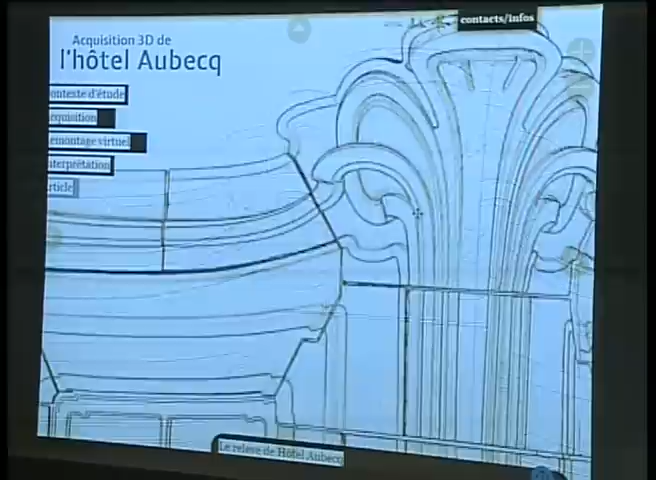 contacts/infos
Acquisition 3D de
l'hôtel Aubecq
ontexte d'étude
cquisition
emontage virtuel
nterprétation
rticle
Le relevé de Hôtel Aubecq